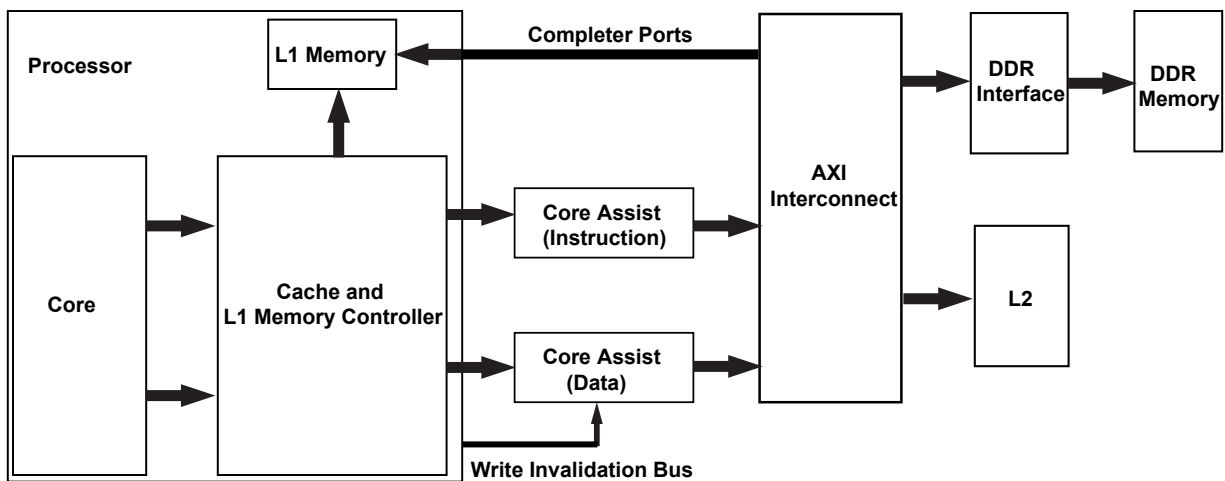 Processor
L1 Memory
Completer Ports
DDR
Interface
DDR
Memory
AXI
Interconnect
Core Assist
(Instruction)
Core
Cache and
L1 Memory Controller
L2
Core Assist
(Data)
Write Invalidation Bus